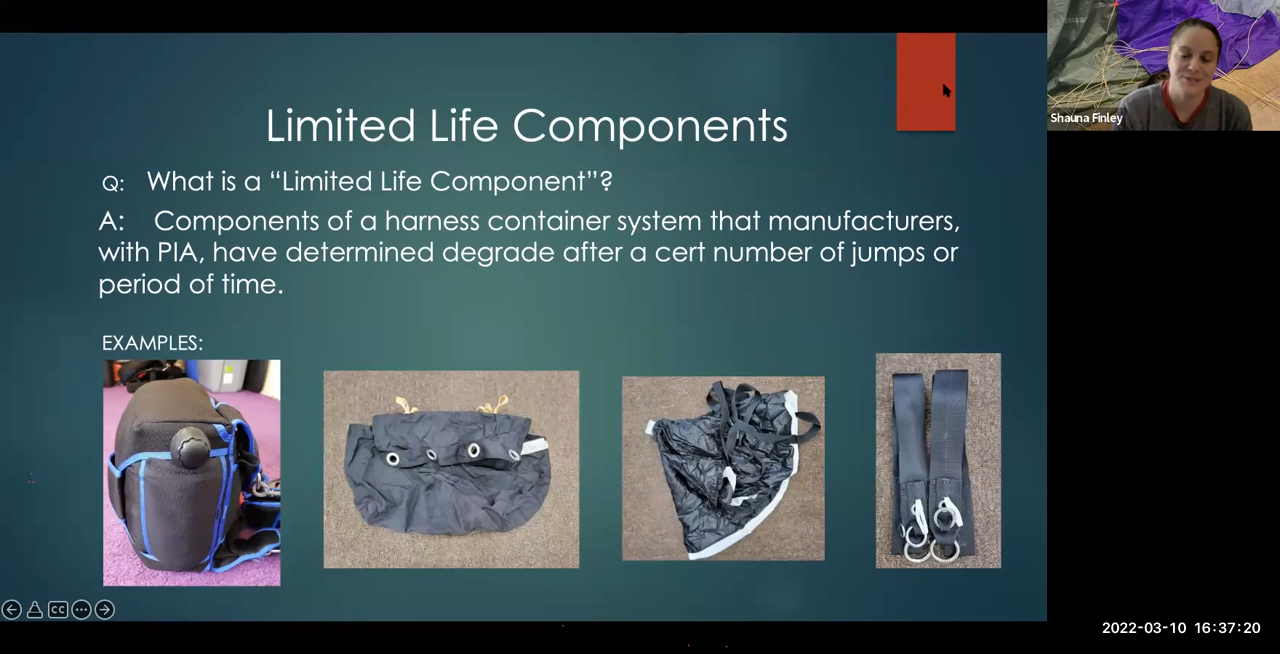 Limited Life Components
Q: What is a “Limited Life Component”?
A: Components of a harness container system that manufacturers,
with PIA, have determined degrade after a cert number of jumps or
period of time.
EXAMPLES:
CC
Shauna Finley
2022-03-10 16:37:20